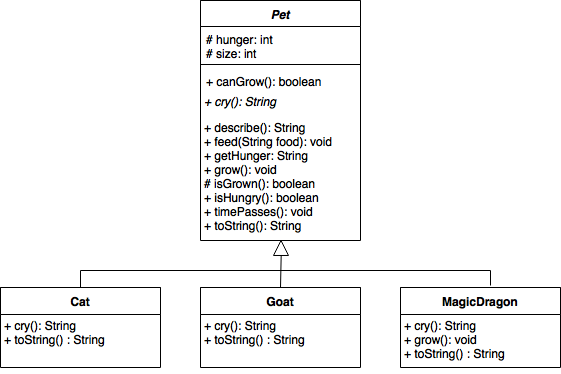 Pet
# hunger: int
# size: int
+ canGrow(): boolean
+ cry(): String
+ describe(): String
+ feed(String food): void
+ getHunger: String
+ grow(): void
# isGrown(): boolean
+ isHungry(): boolean
+ timePasses(): void
+ toString(): String
Cat
+ cry(): String
+ toString() : String
Goat
+ cry(): String
+ toString() : String
MagicDragon
+ cry(): String
+ grow(): void
+ toString() : String